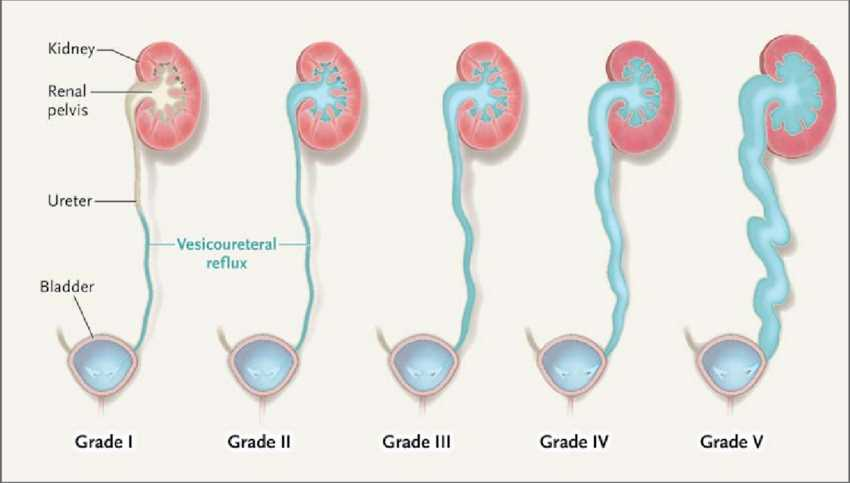 Kidney
Renal
pelvis
Ureter
Vesicoureteral
reflux
Bladder
Grade I
Grade II
Grade III
Grade IV
Grade V